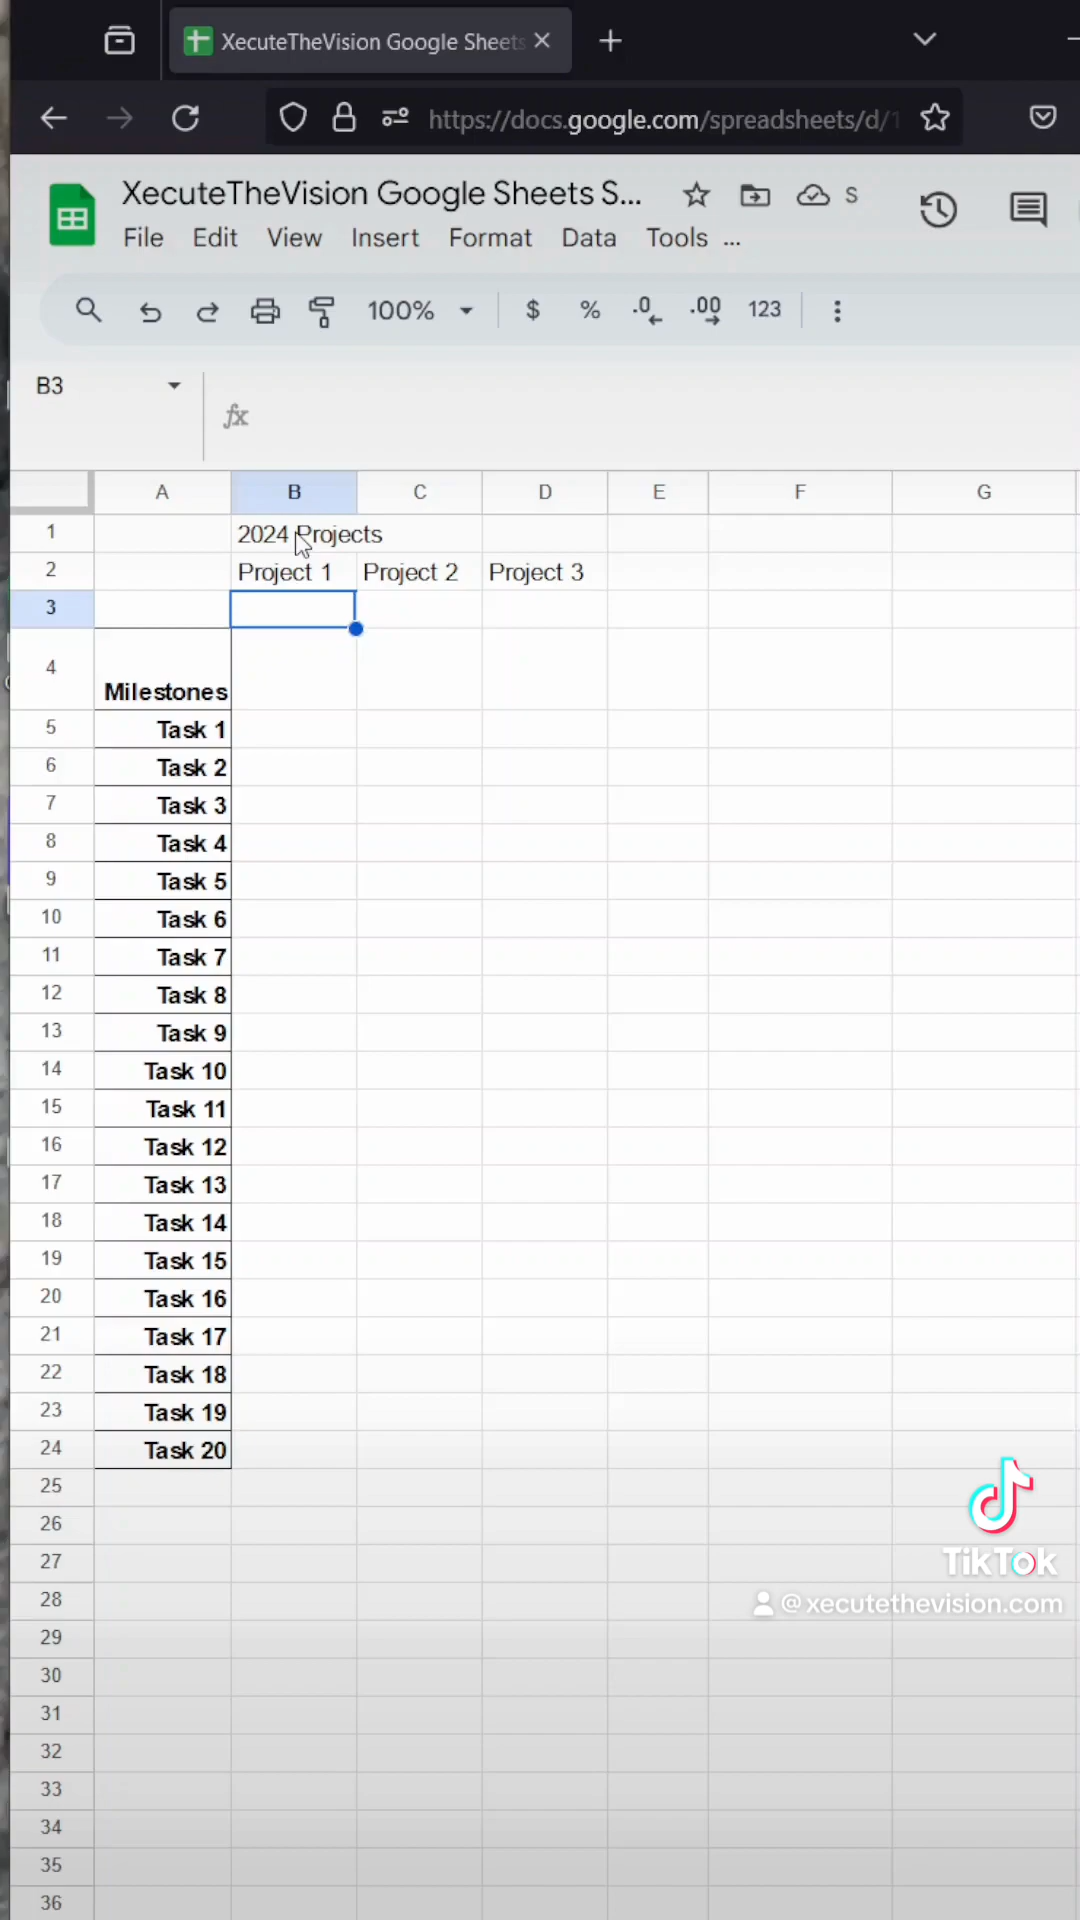 XecuteTheVision Google Sheets
https://docs.google.com/spreadsheets/d/1
XecuteTheVision Google Sheets S...
S
File Edit View Insert Format Data Tools ...
100% $ % .0 .00 123
B3
fx
A B C D E F G
1 2024 Projects
2 Project 1 Project 2 Project 3
3
4 Milestones
5 Task 1
6 Task 2
7 Task 3
8 Task 4
9 Task 5
10 Task 6
11 Task 7
12 Task 8
13 Task 9
14 Task 10
15 Task 11
16 Task 12
17 Task 13
18 Task 14
19 Task 15
20 Task 16
21 Task 17
22 Task 18
23 Task 19
24 Task 20
25
26
27
28
29
30
31
32
33
34
35
36
TikTok
@xecutethevision.com